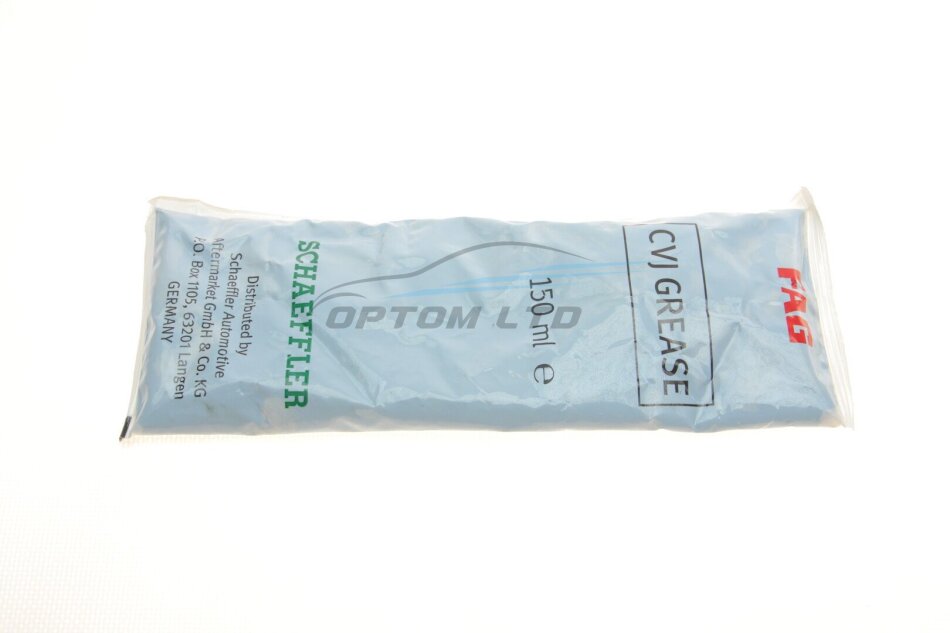 FAG
CVJ GREASE
150 ml e
SCHAEFFLER
Distributed by
Schaeffler Automotive
Aftermarket GmbH & Co. KG
P.O. Box 1105, 63201 Langen
GERMANY
OPTOM LTD